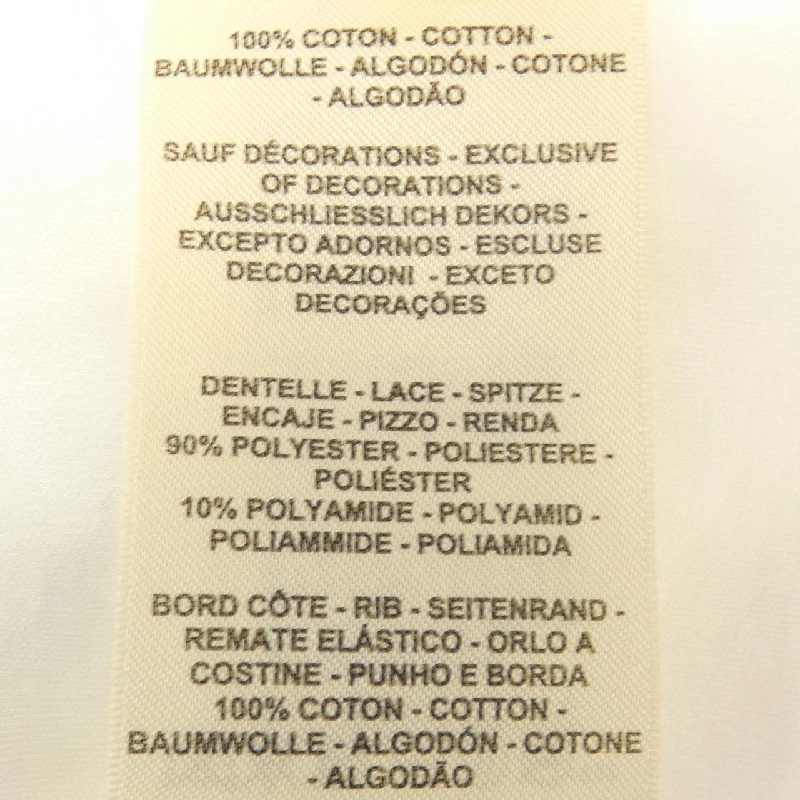 100% COTON - COTTON -
BAUMWOLLE - ALGODÓN - COTONE
- ALGODÃO
SAUF DÉCORATIONS - EXCLUSIVE
OF DECORATIONS -
AUSSCHLIESSLICH DEKORS -
EXCEPTO ADORNOS - ESCLUSE
DECORAZIONI - EXCETO
DECORAÇÕES
DENTELLE - LACE - SPITZE -
ENCAJE - PIZZO - RENDA
90% POLYESTER - POLIESTERE -
POLIÉSTER
10% POLYAMIDE - POLYAMID -
POLIAMMIDE - POLIAMIDA
BORD CÔTE - RIB - SEITENRAND -
REMATE ELÁSTICO - ORLO A
COSTINE - PUNHO E BORDA
100% COTON - COTTON -
BAUMWOLLE - ALGODÓN - COTONE
- ALGODÃO